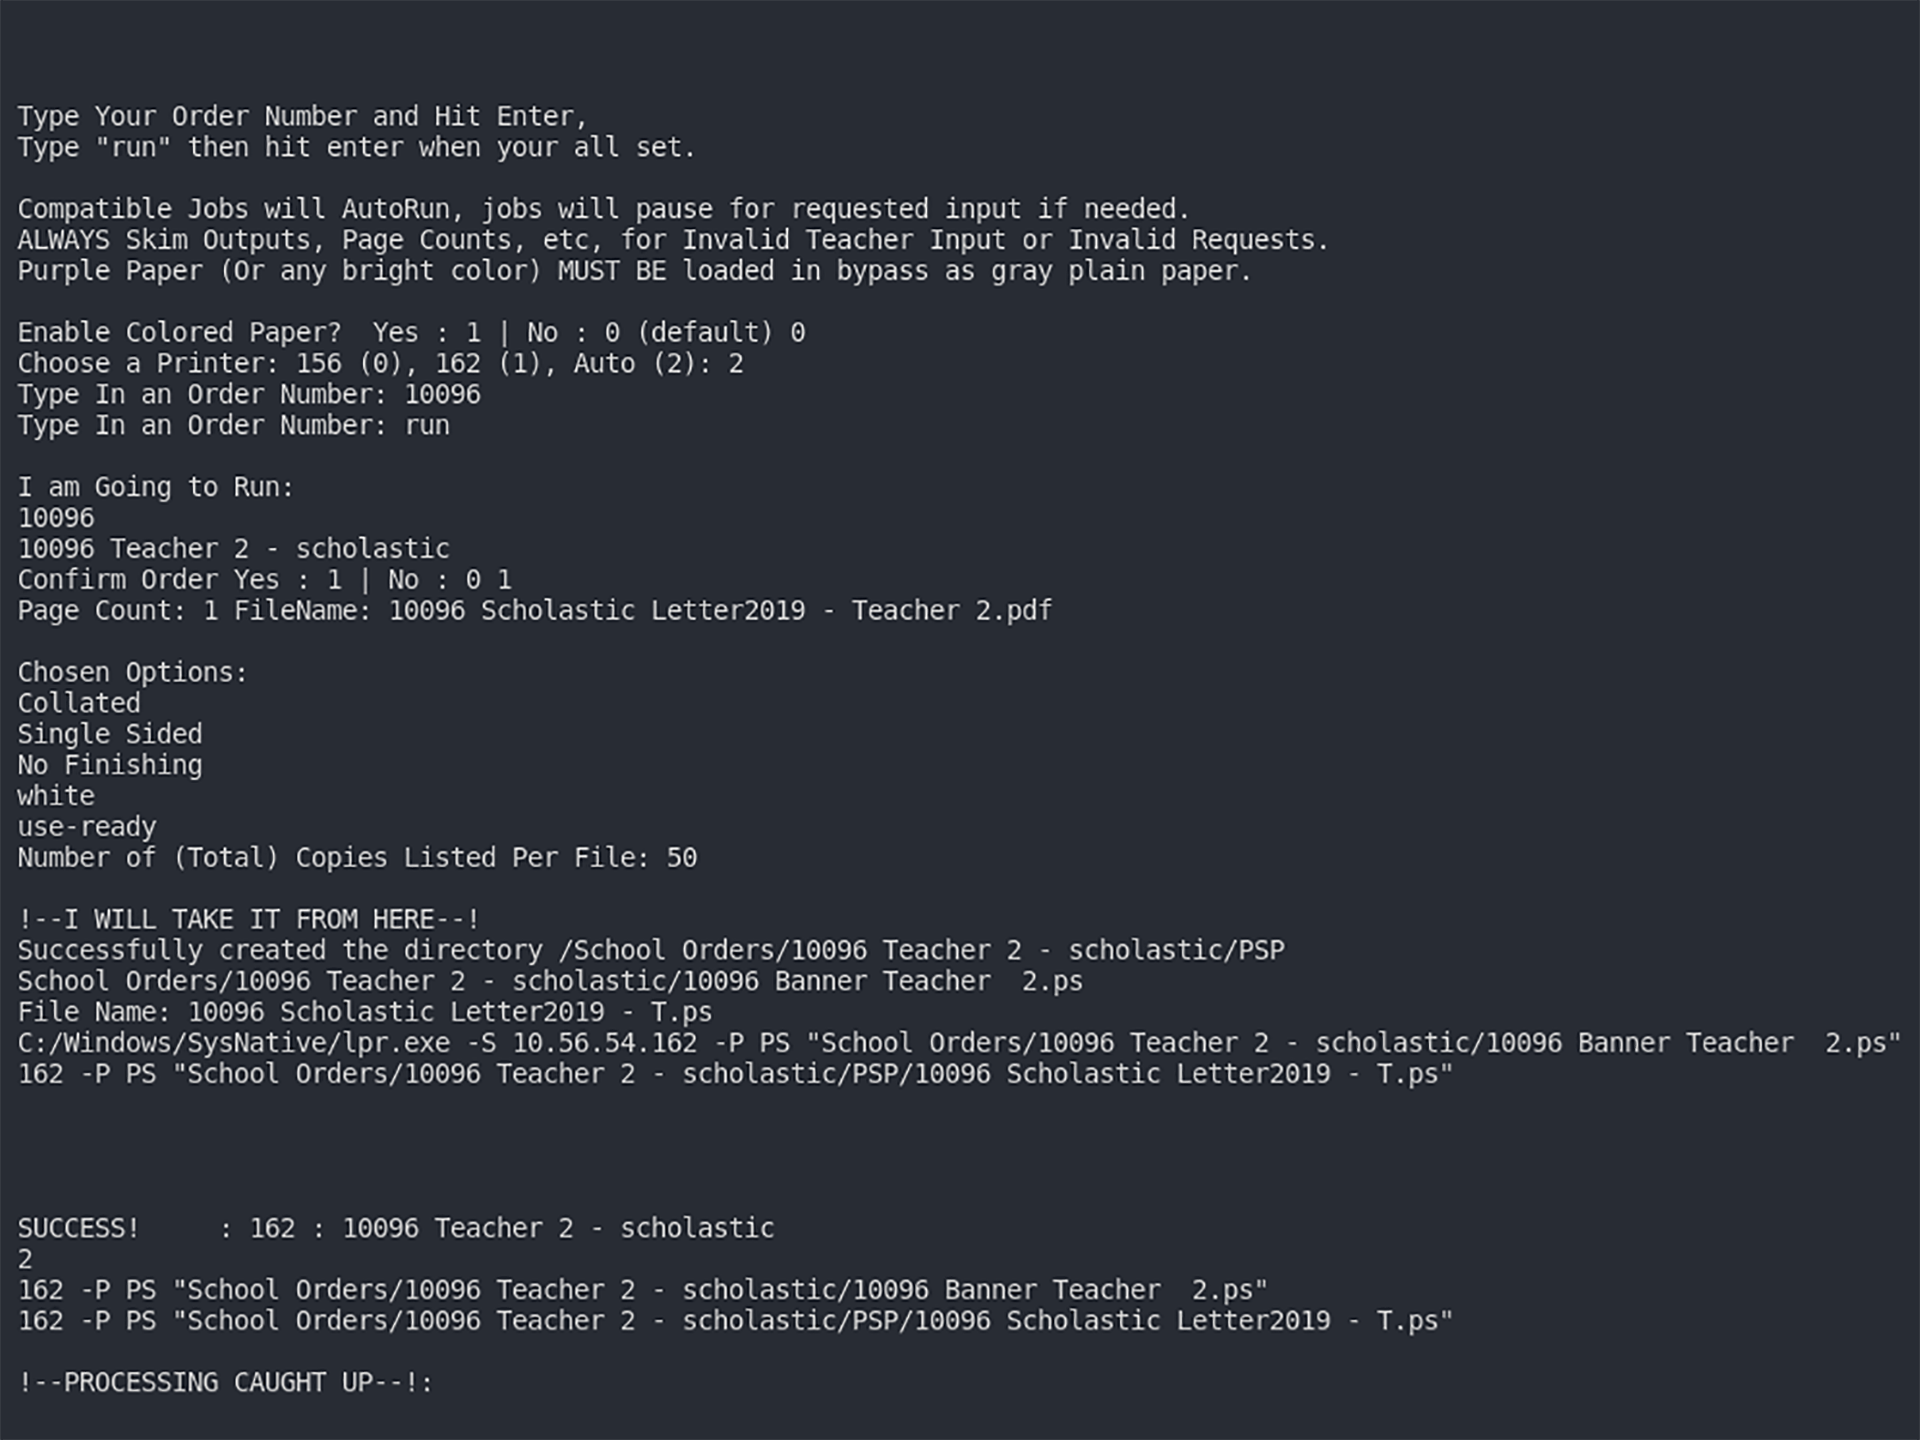 Type Your Order Number and Hit Enter,
Type "run" then hit enter when your all set.
Compatible Jobs will AutoRun, jobs will pause for requested input if needed.
ALWAYS Skim Outputs, Page Counts, etc, for Invalid Teacher Input or Invalid Requests.
Purple Paper (Or any bright color) MUST BE loaded in bypass as gray plain paper.
Enable Colored Paper?  Yes : 1 | No : 0 (default) 0
Choose a Printer: 156 (0), 162 (1), Auto (2): 2
Type In an Order Number: 10096
Type In an Order Number: run
I am Going to Run:
10096
10096 Teacher 2 - scholastic
Confirm Order Yes : 1 | No : 0 1
Page Count: 1 FileName: 10096 Scholastic Letter2019 - Teacher 2.pdf
Chosen Options:
Collated
Single Sided
No Finishing
white
use-ready
Number of (Total) Copies Listed Per File: 50
!--I WILL TAKE IT FROM HERE--!
Successfully created the directory /School Orders/10096 Teacher 2 - scholastic/PSP
School Orders/10096 Teacher 2 - scholastic/10096 Banner Teacher  2.ps
File Name: 10096 Scholastic Letter2019 - T.ps
C:/Windows/SysNative/lpr.exe -S 10.56.54.162 -P PS "School Orders/10096 Teacher 2 - scholastic/10096 Banner Teacher  2.ps"
162 -P PS "School Orders/10096 Teacher 2 - scholastic/PSP/10096 Scholastic Letter2019 - T.ps"
SUCCESS!     : 162 : 10096 Teacher 2 - scholastic
2
162 -P PS "School Orders/10096 Teacher 2 - scholastic/10096 Banner Teacher  2.ps"
162 -P PS "School Orders/10096 Teacher 2 - scholastic/PSP/10096 Scholastic Letter2019 - T.ps"
!--PROCESSING CAUGHT UP--!: